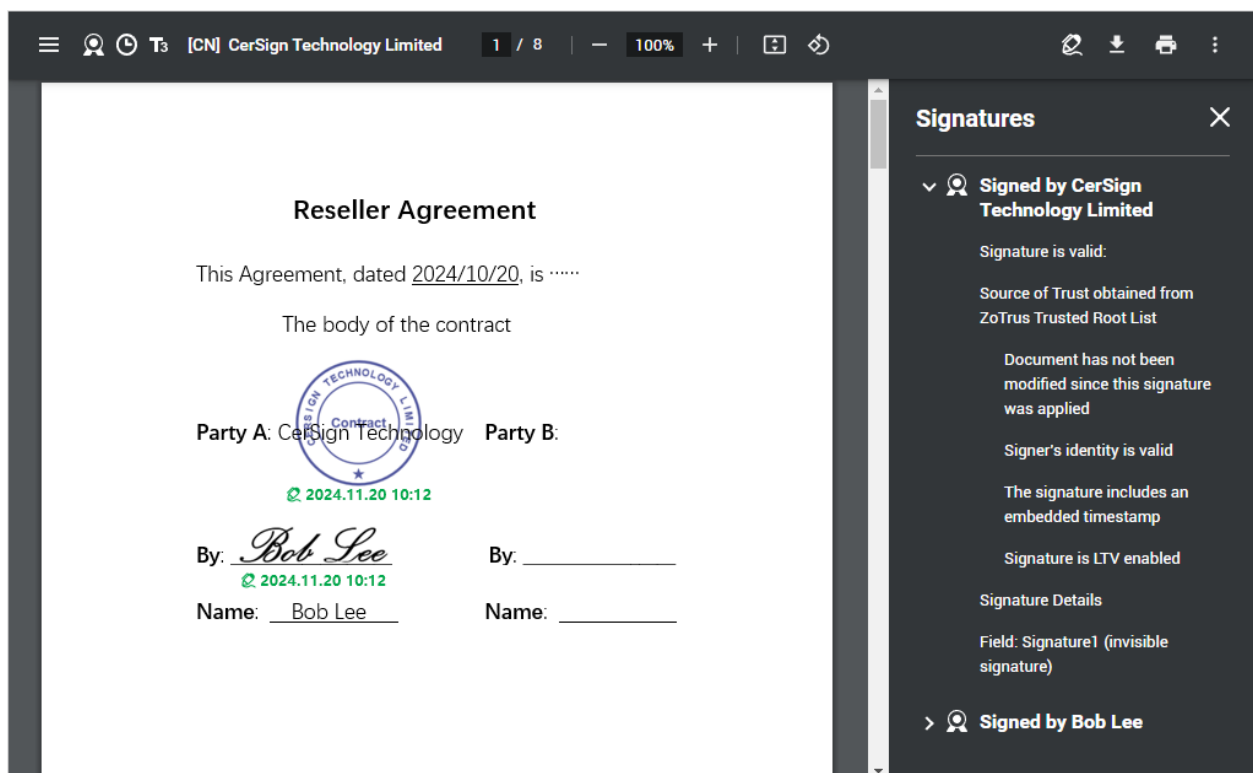 T3 [CN] CerSign Technology Limited 1 / 8 100%
Reseller Agreement
This Agreement, dated 2024/10/20, is ······
The body of the contract
CERSIGN TECHNOLOGY LIMITED
Contract
Party A: CerSign Technology Party B:
2024.11.20 10:12
By: Bob Lee By:
2024.11.20 10:12
Name: Bob Lee Name:
Signatures
Signed by CerSign
Technology Limited
Signature is valid:
Source of Trust obtained from
ZoTrus Trusted Root List
Document has not been
modified since this signature
was applied
Signer's identity is valid
The signature includes an
embedded timestamp
Signature is LTV enabled
Signature Details
Field: Signature1 (invisible
signature)
Signed by Bob Lee